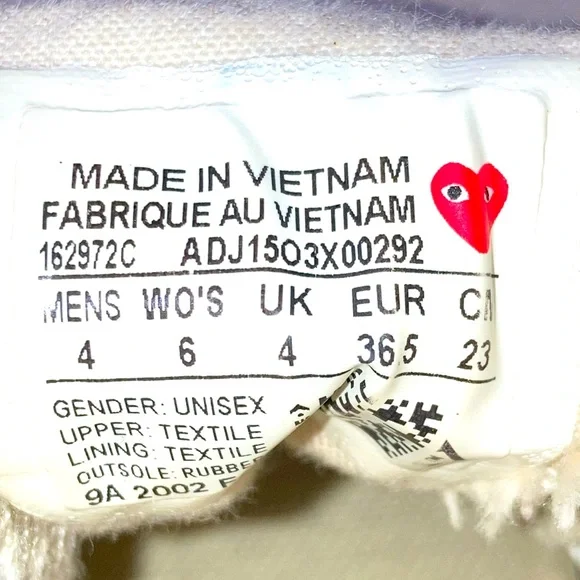 MADE IN VIETNAM
FABRIQUE AU VIETNAM
162972C ADJ15O3X00292
MENS WO'S UK EUR CM
4 6 4 36 5 23
GENDER: UNISEX
UPPER: TEXTILE
LINING: TEXTILE
OUTSOLE: RUBBER
9A 2002